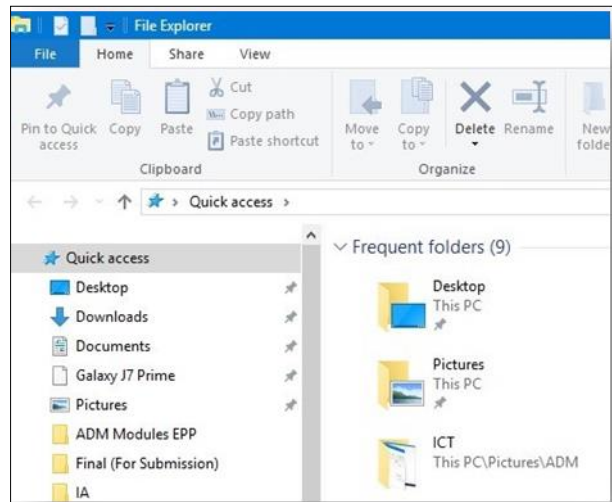 File Explorer
File Home Share View
Pin to Quick access
Copy
Paste
Cut
Copy path
Paste shortcut
Clipboard
Move to
Copy to
Delete
Rename
New
Organize
Quick access
Quick access
Desktop
Downloads
Documents
Galaxy J7 Prime
Pictures
ADM Modules EPP
Final (For Submission)
IA
Frequent folders (9)
Desktop
This PC
Pictures
This PC
ICT
This PC\Pictures\ADM